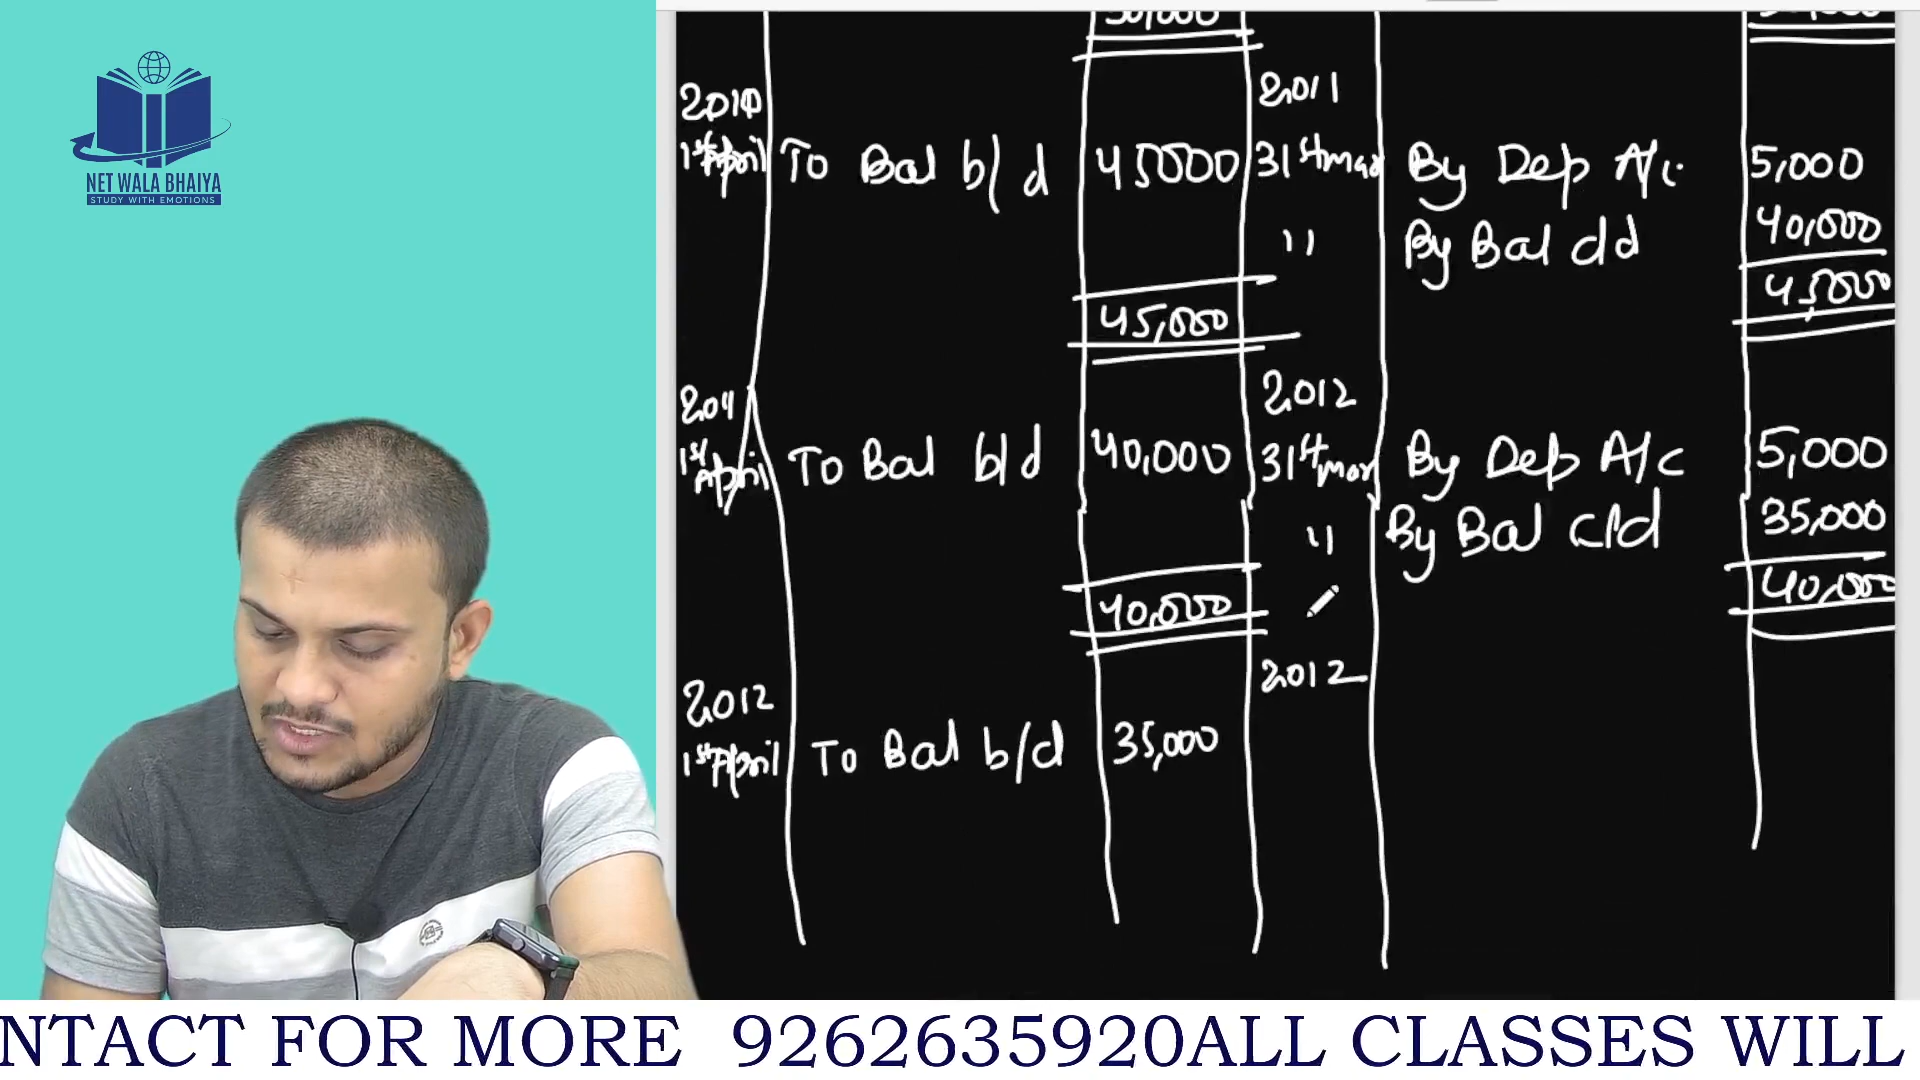 NET WALA BHAIYA
STUDY WITH EMOTIONS
50,000
2010 2011
1st April To Bal b/d 45000 31st mar By Dep A/c 5,000
" By Bal c/d 40,000
45,000 45,000
2011 2012
1st April To Bal b/d 40,000 31st mar By Dep A/c 5,000
" By Bal c/d 35,000
40,000 40,000
2012 2012
1st April To Bal b/d 35,000
NTACT FOR MORE 9262635920ALL CLASSES WILL